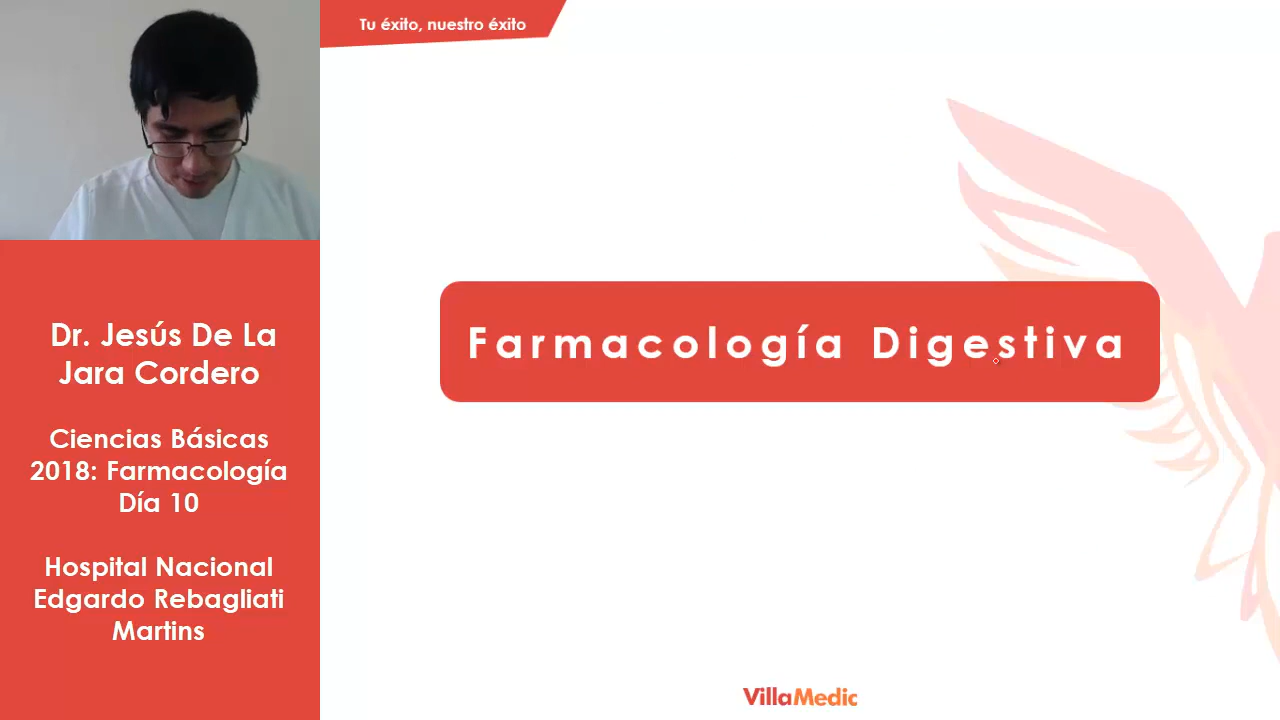 Tu éxito, nuestro éxito
Farmacología Digestiva
Dr. Jesús De La
Jara Cordero
Ciencias Básicas
2018: Farmacología
Día 10
Hospital Nacional
Edgardo Rebagliati
Martins
VillaMedic